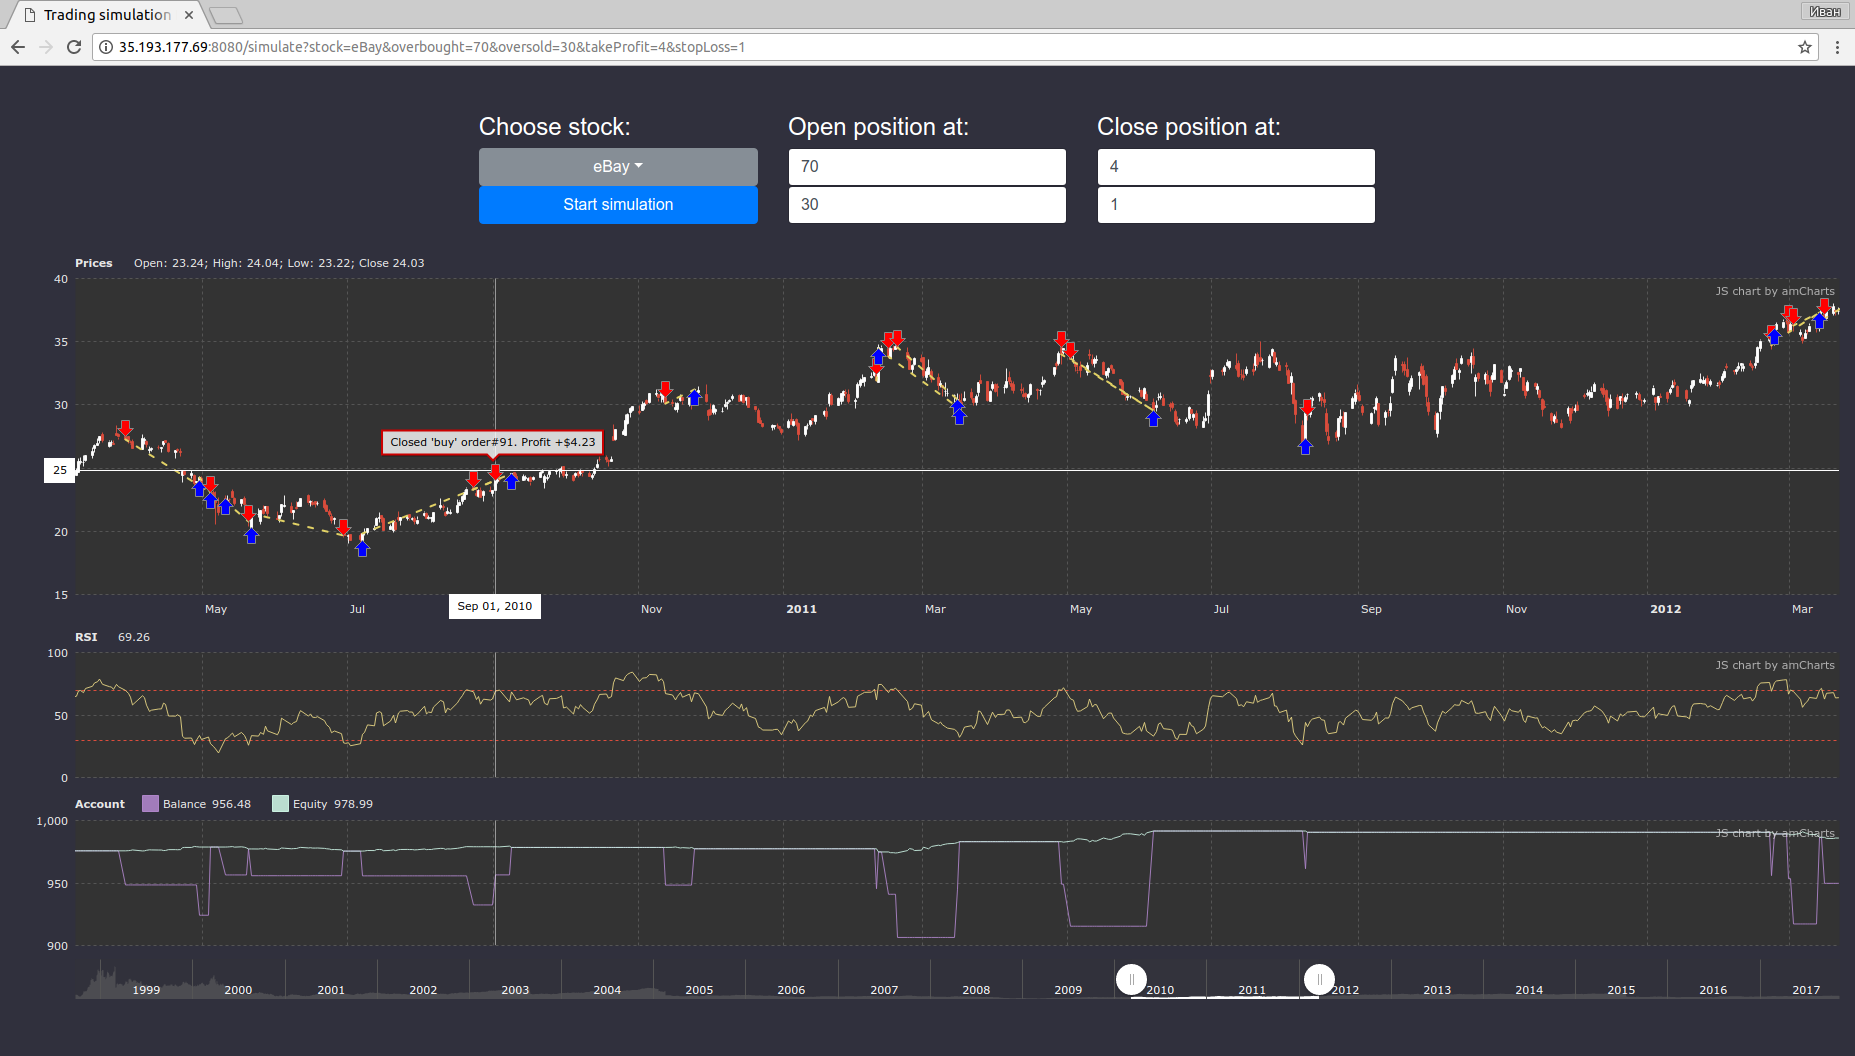 Trading simulation
Иван
35.193.177.69:8080/simulate?stock=eBay&overbought=70&oversold=30&takeProfit=4&stopLoss=1
Choose stock: Open position at: Close position at:
eBay 70 4
Start simulation 30 1
Prices Open: 23.24; High: 24.04; Low: 23.22; Close 24.03
40
JS chart by amCharts
35
30
Closed 'buy' order#91. Profit +$4.23
25
20
15
May Jul Sep 01, 2010 Nov 2011 Mar May Jul Sep Nov 2012 Mar
RSI 69.26
100
JS chart by amCharts
50
0
Account Balance 956.48 Equity 978.99
1,000
JS chart by amCharts
950
900
1999 2000 2001 2002 2003 2004 2005 2006 2007 2008 2009 2010 2011 2012 2013 2014 2015 2016 2017